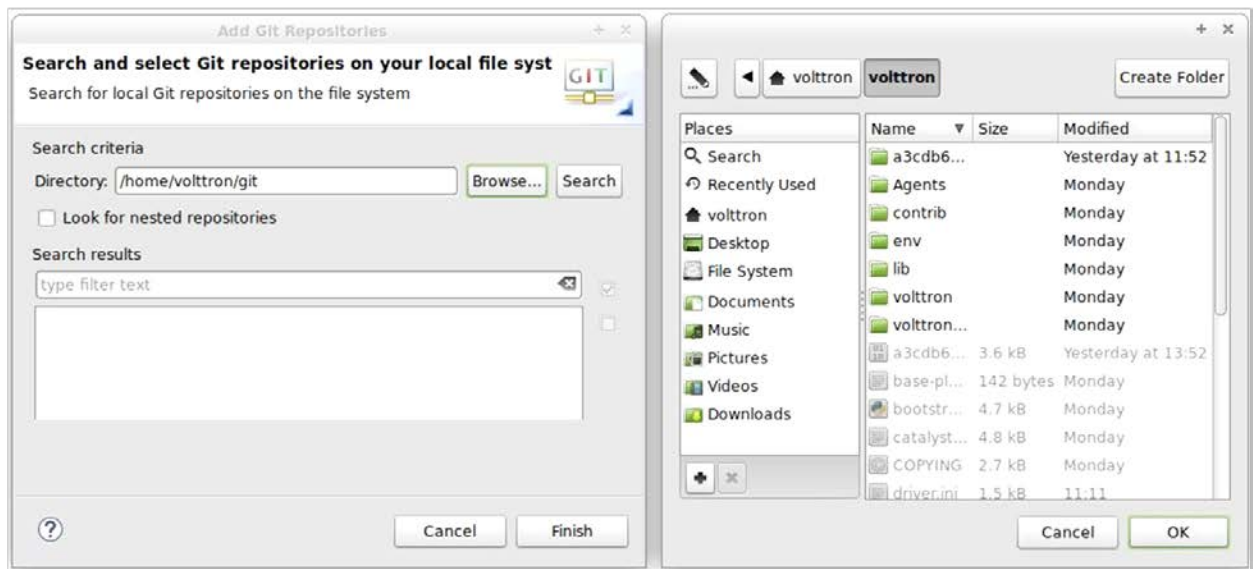 Add Git Repositories
Search and select Git repositories on your local file syst
Search for local Git repositories on the file system
GIT
Search criteria
Directory: /home/volttron/git Browse... Search
Look for nested repositories
Search results
type filter text
Cancel Finish
volttron volttron Create Folder
Places
Search
Recently Used
volttron
Desktop
File System
Documents
Music
Pictures
Videos
Downloads
Name Size Modified
a3cdb6... Yesterday at 11:52
Agents Monday
contrib Monday
env Monday
lib Monday
volttron Monday
volttron... Monday
a3cdb6... 3.6 kB Yesterday at 13:52
base-pl... 142 bytes Monday
bootstr... 4.7 kB Monday
catalyst... 4.8 kB Monday
COPYING 2.7 kB Monday
driver.ini 1.5 kB 11:11
Cancel OK